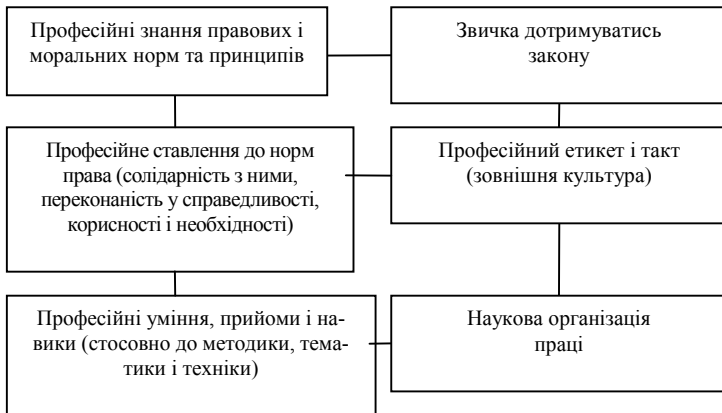 Професійні знання правових і
моральних норм та принципів
Звичка дотримуватись
закону
Професійне ставлення до норм
права (солідарність з ними,
переконаність у справедливості,
корисності і необхідності)
Професійний етикет і такт
(зовнішня культура)
Професійні уміння, прийоми і на-
вики (стосовно до методики, тема-
тики і техніки)
Наукова організація
праці